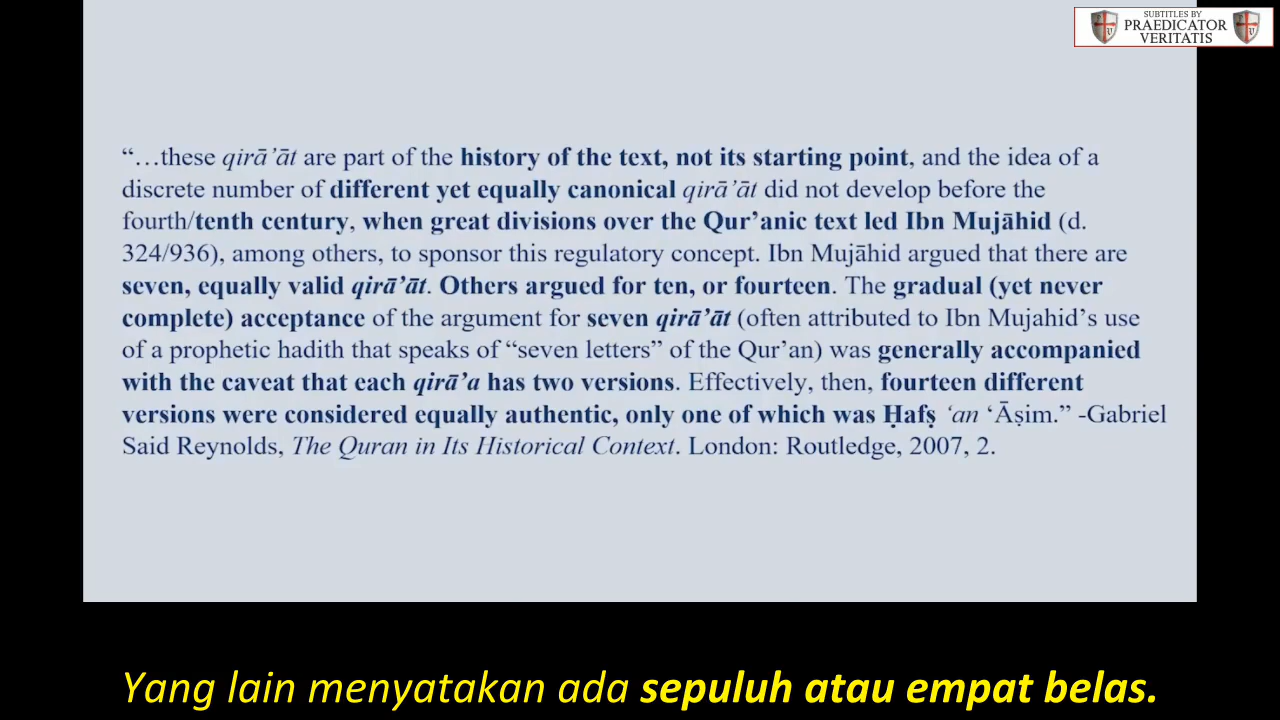 SUBTITLES BY
PRAEDICATOR
VERITATIS
“…these qirā’āt are part of the history of the text, not its starting point, and the idea of a
discrete number of different yet equally canonical qirā’āt did not develop before the
fourth/tenth century, when great divisions over the Qur’anic text led Ibn Mujāhid (d.
324/936), among others, to sponsor this regulatory concept. Ibn Mujāhid argued that there are
seven, equally valid qirā’āt. Others argued for ten, or fourteen. The gradual (yet never
complete) acceptance of the argument for seven qirā’āt (often attributed to Ibn Mujahid’s use
of a prophetic hadith that speaks of “seven letters” of the Qur’an) was generally accompanied
with the caveat that each qirā’a has two versions. Effectively, then, fourteen different
versions were considered equally authentic, only one of which was Ḥafṣ ‘an ‘Āṣim.” -Gabriel
Said Reynolds, The Quran in Its Historical Context. London: Routledge, 2007, 2.
Yang lain menyatakan ada sepuluh atau empat belas.